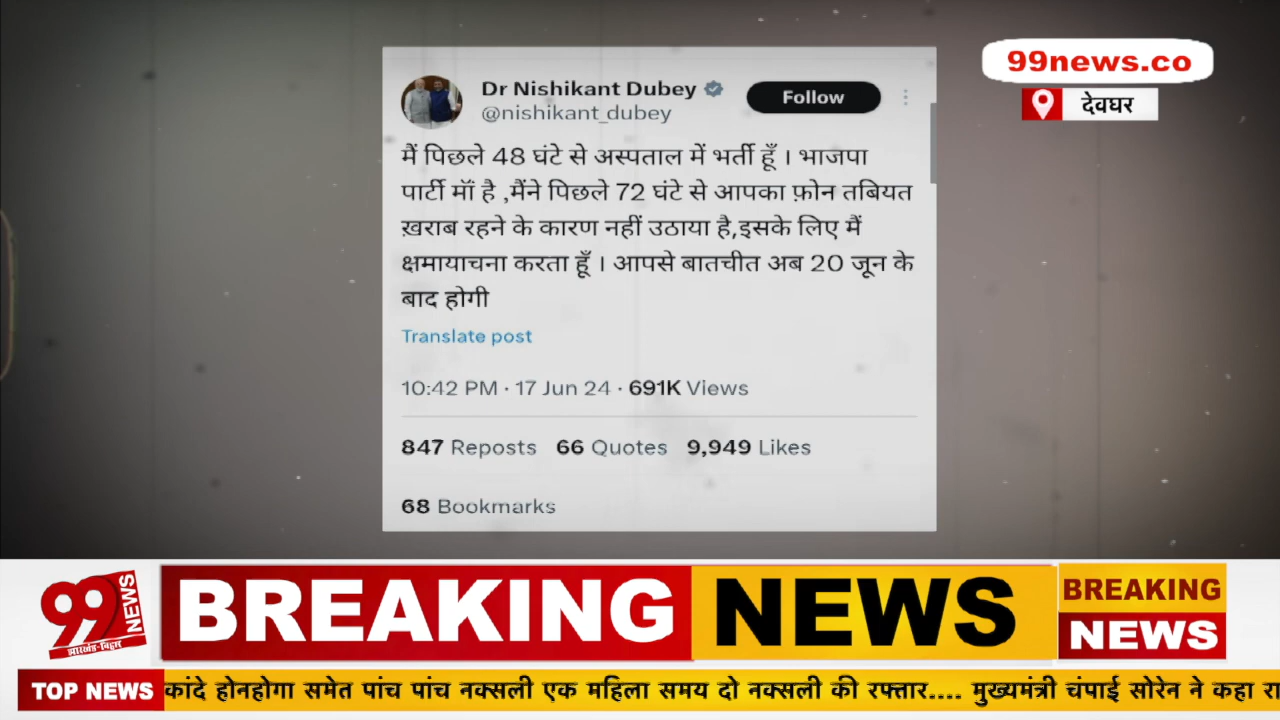 99news.co
देवघर
Dr Nishikant Dubey
@nishikant_dubey
Follow
मैं पिछले 48 घंटे से अस्पताल में भर्ती हूँ । भाजपा
पार्टी मॉं है ,मैंने पिछले 72 घंटे से आपका फ़ोन तबियत
ख़राब रहने के कारण नहीं उठाया है,इसके लिए मैं
क्षमायाचना करता हूँ । आपसे बातचीत अब 20 जून के
बाद होगी
Translate post
10:42 PM · 17 Jun 24 · 691K Views
847 Reposts 66 Quotes 9,949 Likes
68 Bookmarks
99 NEWS
झारखंड-बिहार
BREAKING NEWS
BREAKING
NEWS
TOP NEWS
कांदे होनहोगा समेत पांच पांच नक्सली एक महिला समय दो नक्सली की रफ्तार.... मुख्यमंत्री चंपाई सोरेन ने कहा रा